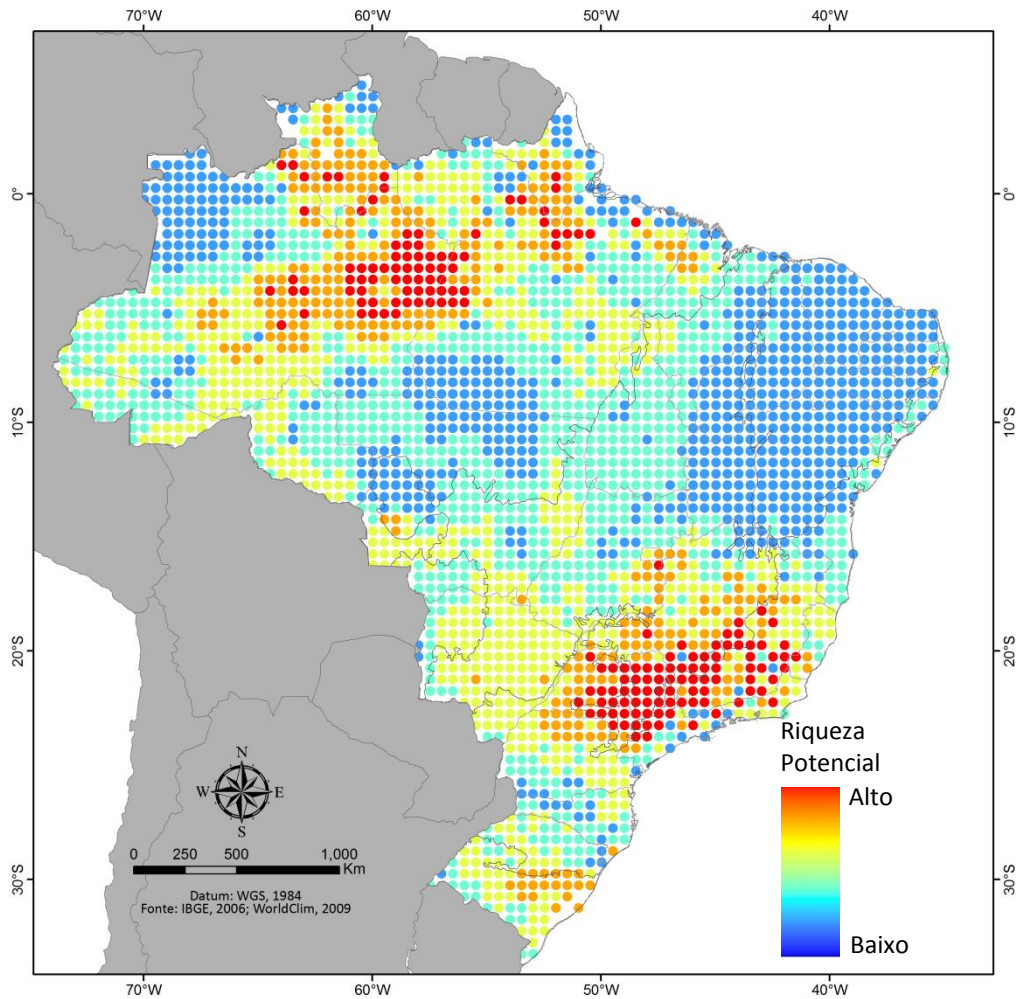 70°W 60°W 50°W 40°W
0° 0°
10°S 10°S
20°S 20°S
30°S 30°S
N
W E
S
0 250 500 1,000
Km
Datum: WGS, 1984
Fonte: IBGE, 2006; WorldClim, 2009
Riqueza
Potencial
Alto
Baixo
70°W 60°W 50°W 40°W